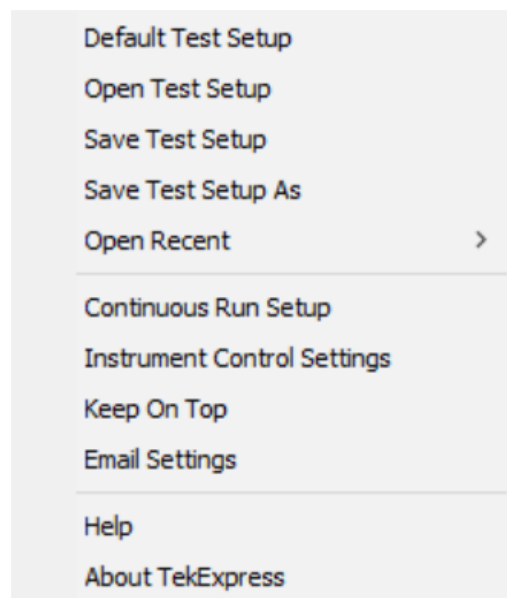 Default Test Setup
Open Test Setup
Save Test Setup
Save Test Setup As
Open Recent >
Continuous Run Setup
Instrument Control Settings
Keep On Top
Email Settings
Help
About TekExpress